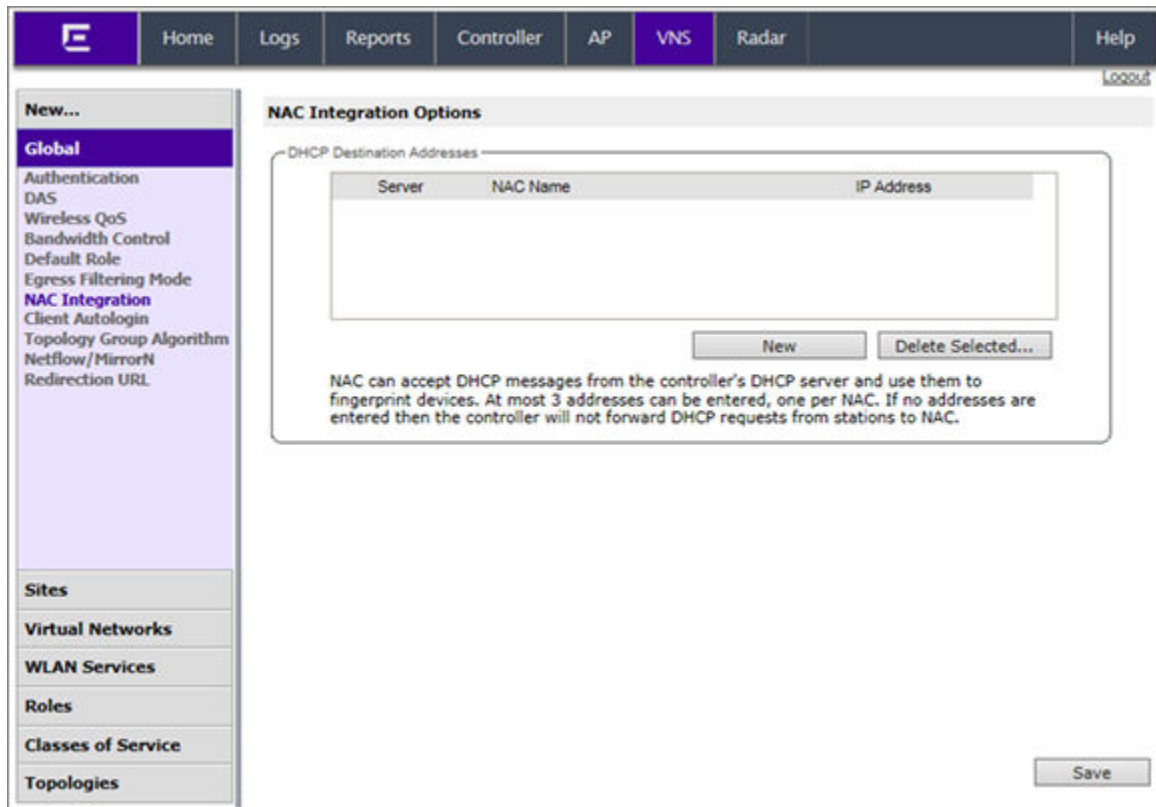 Home Logs Reports Controller AP VNS Radar Help
Logout
New...
Global
Authentication
DAS
Wireless QoS
Bandwidth Control
Default Role
Egress Filtering Mode
NAC Integration
Client Autologin
Topology Group Algorithm
Netflow/MirrorN
Redirection URL
Sites
Virtual Networks
WLAN Services
Roles
Classes of Service
Topologies
NAC Integration Options
DHCP Destination Addresses
Server NAC Name IP Address
New Delete Selected...
NAC can accept DHCP messages from the controller's DHCP server and use them to
fingerprint devices. At most 3 addresses can be entered, one per NAC. If no addresses are
entered then the controller will not forward DHCP requests from stations to NAC.
Save